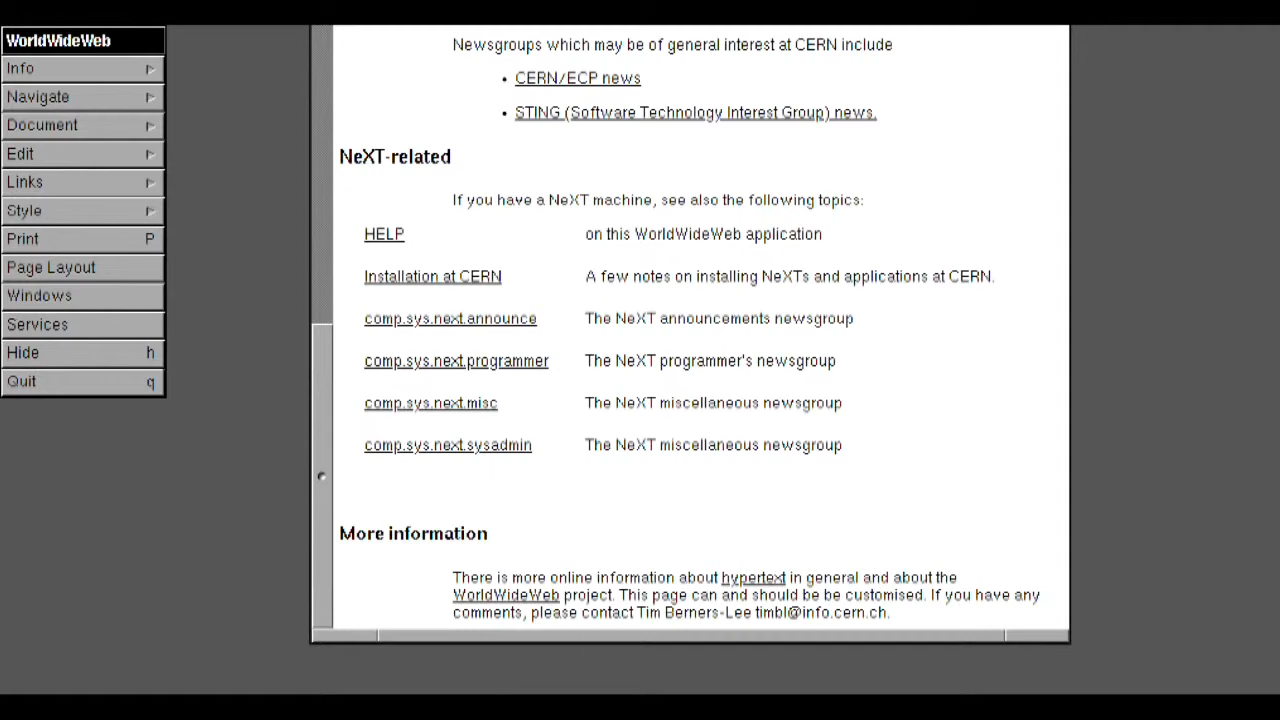 WorldWideWeb
Info
Navigate
Document
Edit
Links
Style
Print P
Page Layout
Windows
Services
Hide h
Quit q
Newsgroups which may be of general interest at CERN include
• CERN/ECP news
• STING (Software Technology Interest Group) news.
NeXT-related
If you have a NeXT machine, see also the following topics:
HELP on this WorldWideWeb application
Installation at CERN A few notes on installing NeXTs and applications at CERN.
comp.sys.next.announce The NeXT announcements newsgroup
comp.sys.next.programmer The NeXT programmer's newsgroup
comp.sys.next.misc The NeXT miscellaneous newsgroup
comp.sys.next.sysadmin The NeXT miscellaneous newsgroup
More information
There is more online information about hypertext in general and about the
WorldWideWeb project. This page can and should be be customised. If you have any
comments, please contact Tim Berners-Lee timbl@info.cern.ch.